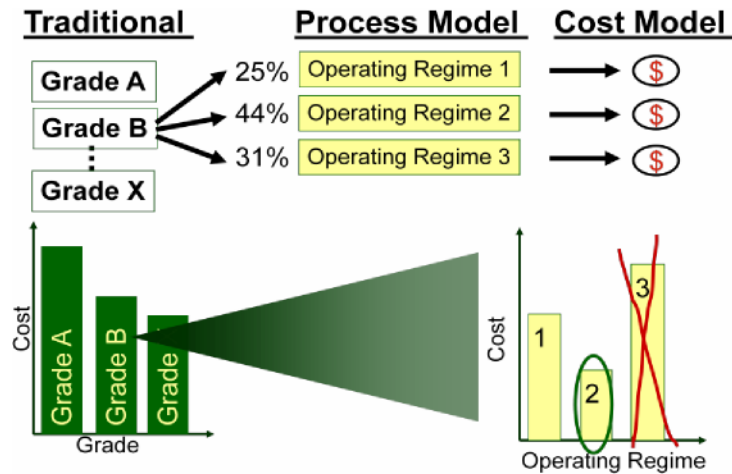 Traditional Process Model Cost Model
Grade A
Grade B
Grade X
25% Operating Regime 1 $
44% Operating Regime 2 $
31% Operating Regime 3 $
Cost
Grade A
Grade B
Grade
Grade
Cost
1
2
3
Operating Regime